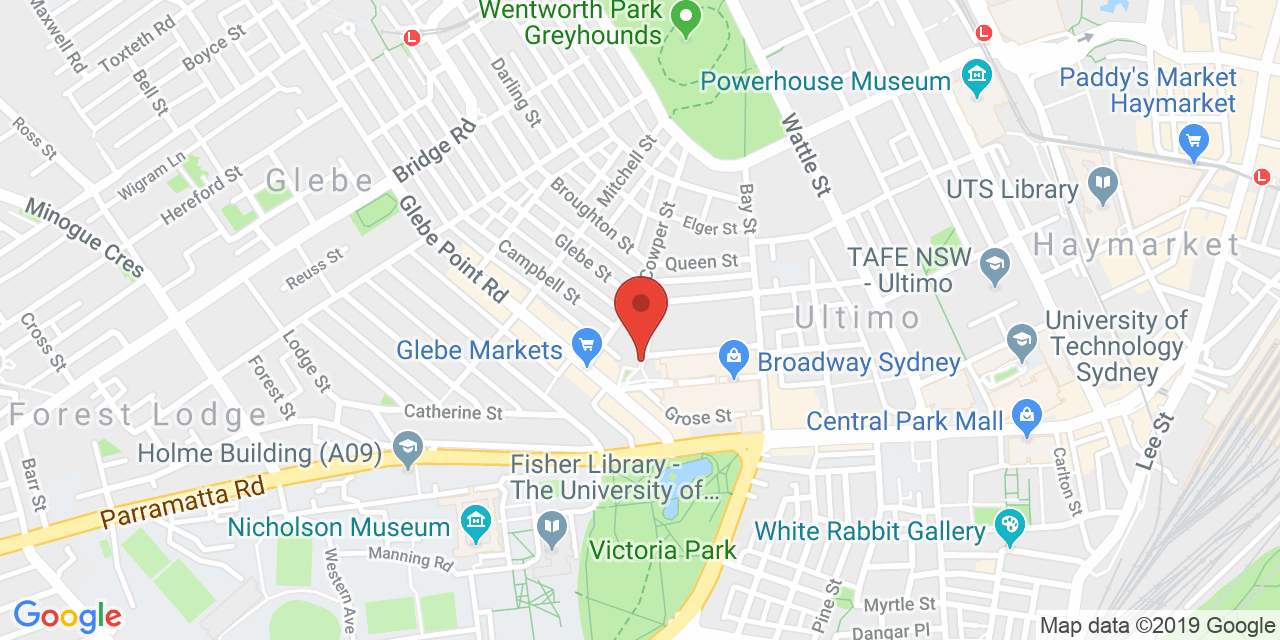 Wentworth Park
Greyhounds
Maxwell Rd
Toxteth Rd
Boyce St
Bell St
Darling St
Powerhouse Museum
Paddy's Market
Haymarket
Ross St
Wigram Ln
Hereford St
Glebe
Bridge Rd
Mitchell St
Wattle St
Minogue Cres
Glebe Point Rd
Broughton St
Cowper St
Elger St
Bay St
UTS Library
Haymarket
Reuss St
Campbell St
Glebe St
Queen St
TAFE NSW
- Ultimo
Ultimo
Cross St
Lodge St
Forest St
Glebe Markets
Broadway Sydney
University of
Technology
Sydney
Forest Lodge
Catherine St
Grose St
Central Park Mall
Lee St
Holme Building (A09)
Barr St
Parramatta Rd
Fisher Library -
The University of...
Carlton St
Nicholson Museum
Manning Rd
Western Ave
Victoria Park
White Rabbit Gallery
Pine St
Myrtle St
Dangar Pl
Google
Map data ©2019 Google
L
L
L